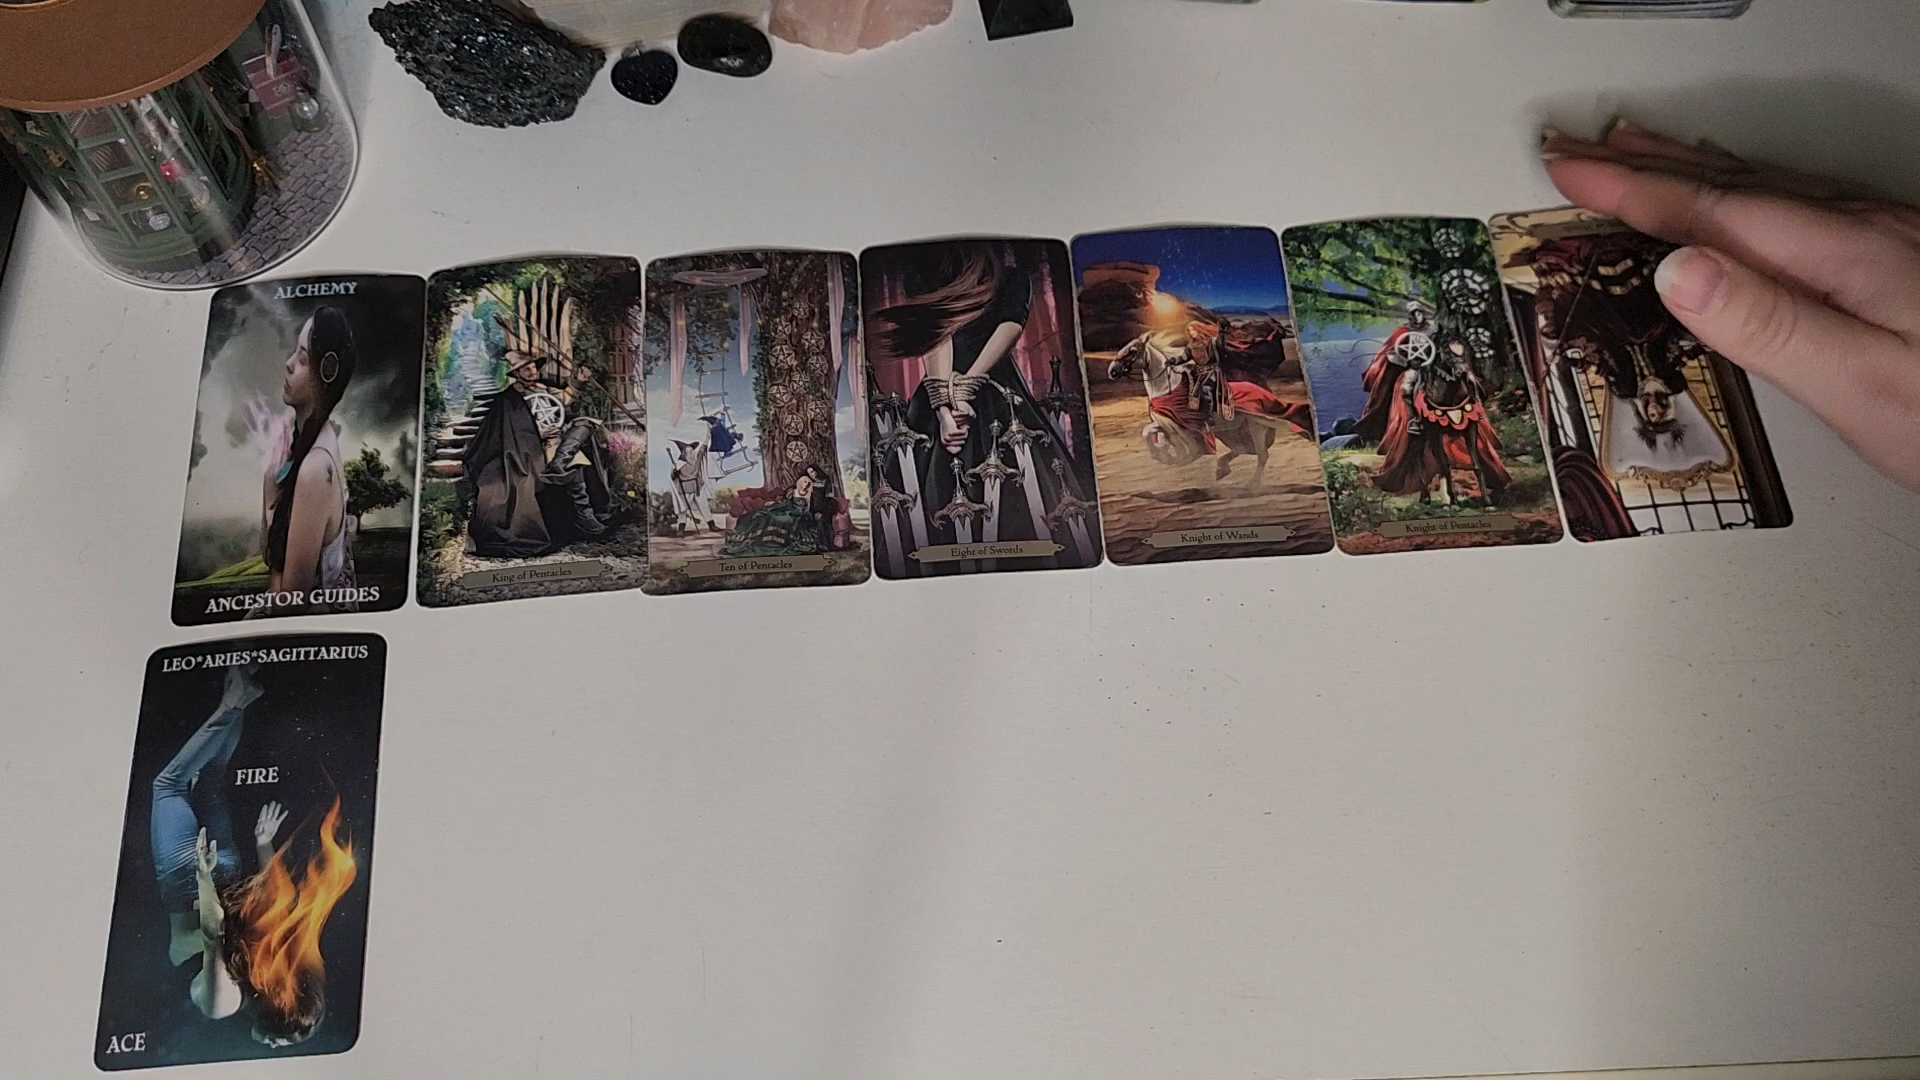 ALCHEMY
ANCESTOR GUIDES
King of Pentacles
Ten of Pentacles
Eight of Swords
Knight of Wands
Knight of Pentacles
LEO*ARIES*SAGITTARIUS
FIRE
ACE